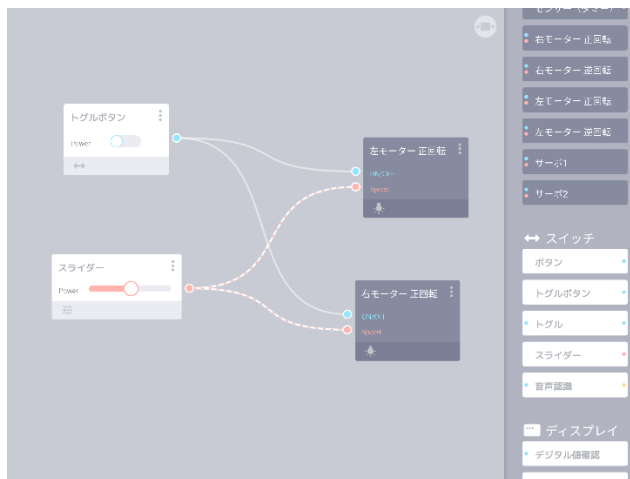 トグルボタン
Power
左モーター 正回転
ON/OFF
Speed
スライダー
Power
右モーター 正回転
ON/OFF
Speed
右モーター 正回転
右モーター 逆回転
左モーター 正回転
左モーター 逆回転
サーボ1
サーボ2
スイッチ
ボタン
トグルボタン
トグル
スライダー
音声認識
ディスプレイ
デジタル値確認